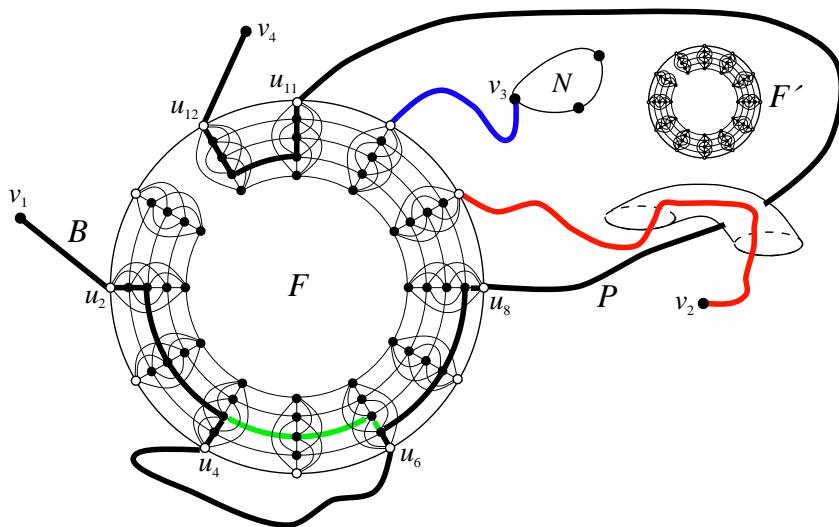 v₄
u₁₁
v₃
N
F´
u₁₂
v₁
B
u₂
F
u₈
P
v₂
u₄
u₆